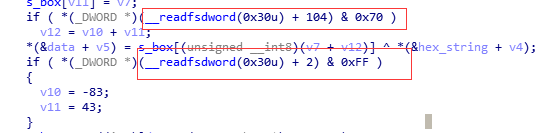 s_box[v11] = v7;
if ( *(_DWORD *)(__readfsdword(0x30u) + 104) & 0x70 )
v12 = v10 + v11;
*(&data + v5) = s_box[(unsigned __int8)(v7 + v12)] ^ *(&hex_string + v4);
if ( *(_DWORD *)(__readfsdword(0x30u) + 2) & 0xFF )
{
v10 = -83;
v11 = 43;
}